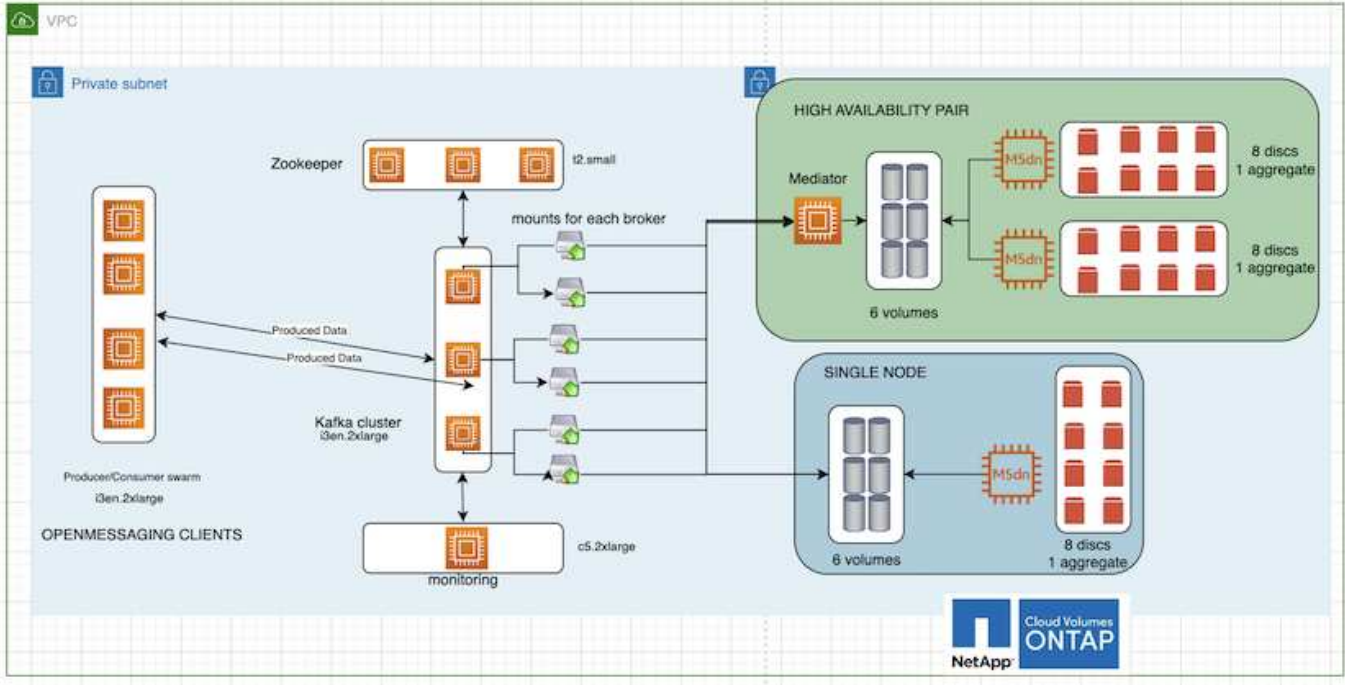 VPC
Private subnet
HIGH AVAILABILITY PAIR
Zookeeper
t2.small
Mediator
M5dn
8 discs
1 aggregate
mounts for each broker
M5dn
8 discs
1 aggregate
6 volumes
Produced Data
Produced Data
SINGLE NODE
Kafka cluster
i3en.2xlarge
M5dn
Producer/Consumer swarm
i3en.2xlarge
OPENMESSAGING CLIENTS
c5.2xlarge
monitoring
6 volumes
8 discs
1 aggregate
NetApp
Cloud Volumes
ONTAP